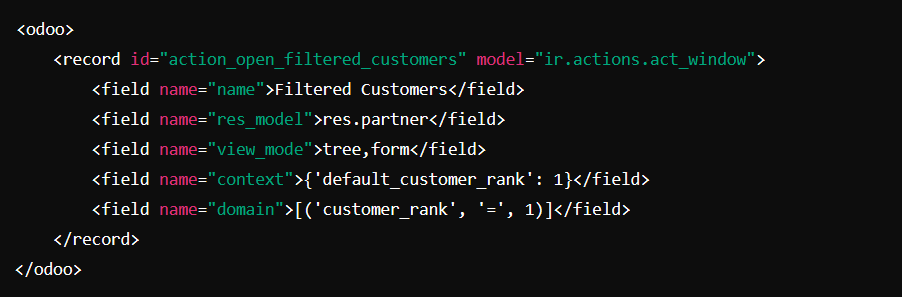 <odoo>
<record id="action_open_filtered_customers" model="ir.actions.act_window">
<field name="name">Filtered Customers</field>
<field name="res_model">res.partner</field>
<field name="view_mode">tree,form</field>
<field name="context">{'default_customer_rank': 1}</field>
<field name="domain">[('customer_rank', '=', 1)]</field>
</record>
</odoo>